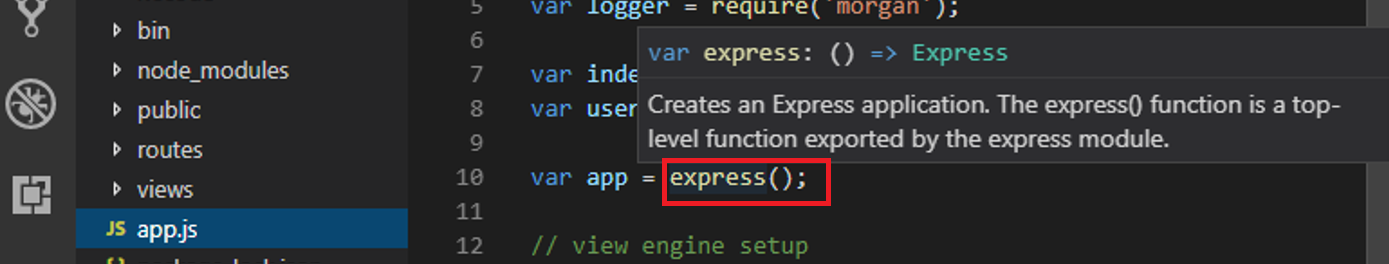 bin
node_modules
public
routes
views
JS app.js
5 var logger = require('morgan');
6
7 var inde
8 var user
9
10 var app = express();
11
12 // view engine setup
var express: () => Express
Creates an Express application. The express() function is a top-
level function exported by the express module.